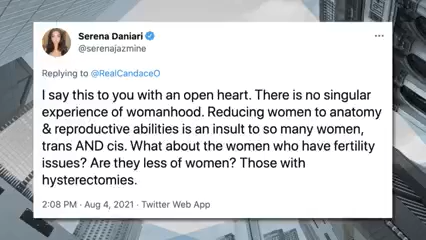 Serena Daniari
@serenajazmine
Replying to @RealCandaceO
I say this to you with an open heart. There is no singular
experience of womanhood. Reducing women to anatomy
& reproductive abilities is an insult to so many women,
trans AND cis. What about the women who have fertility
issues? Are they less of women? Those with
hysterectomies.
2:08 PM · Aug 4, 2021 · Twitter Web App